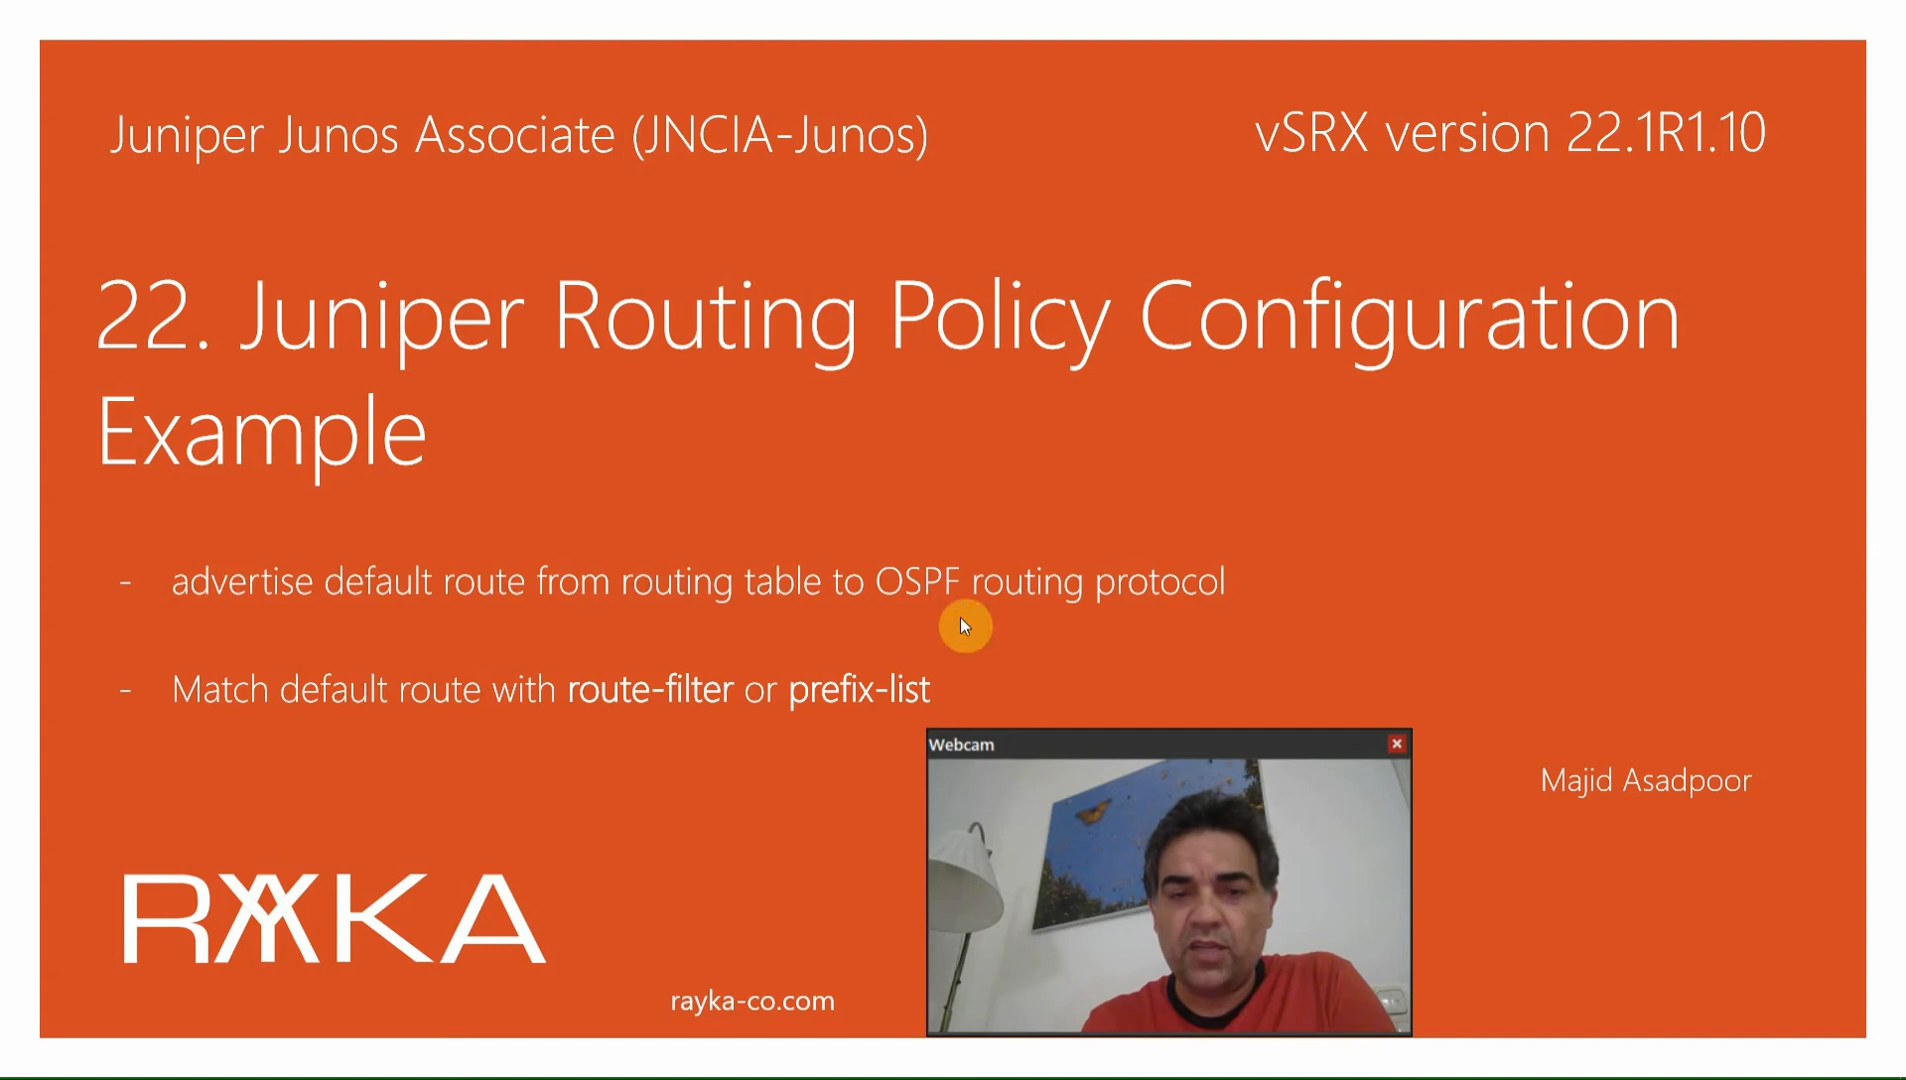 Juniper Junos Associate (JNCIA-Junos)
vSRX version 22.1R1.10
22. Juniper Routing Policy Configuration
Example
- advertise default route from routing table to OSPF routing protocol
- Match default route with route-filter or prefix-list
Webcam
Majid Asadpoor
RAYKA
rayka-co.com